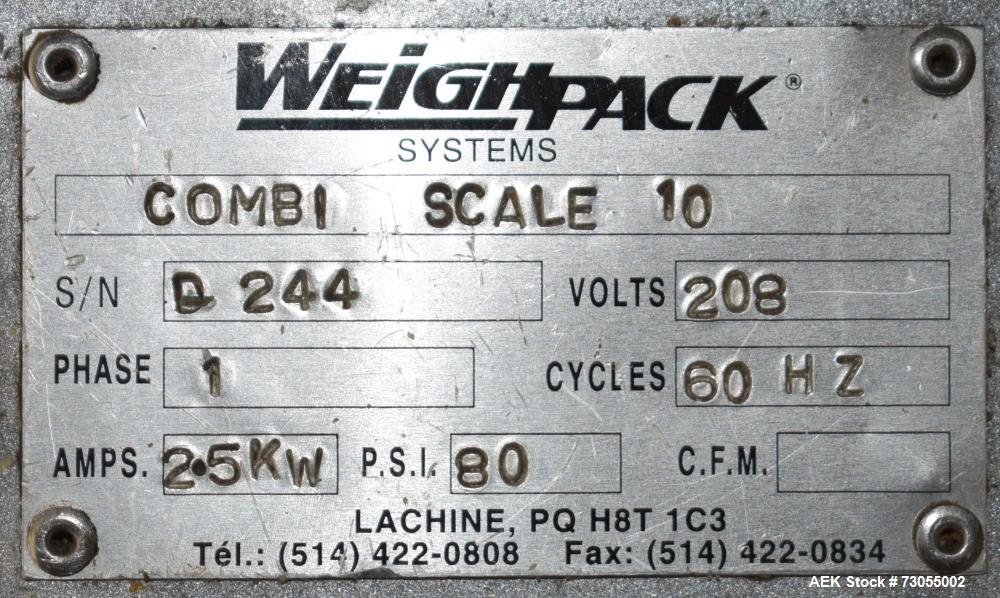 WEIGHPACK®
SYSTEMS
COMBI SCALE 10
S/N D 244 VOLTS 208
PHASE 1 CYCLES 60 HZ
AMPS. 2.5KW P.S.I. 80 C.F.M.
LACHINE, PQ H8T 1C3
Tél.: (514) 422-0808 Fax: (514) 422-0834
AEK Stock # 73055002